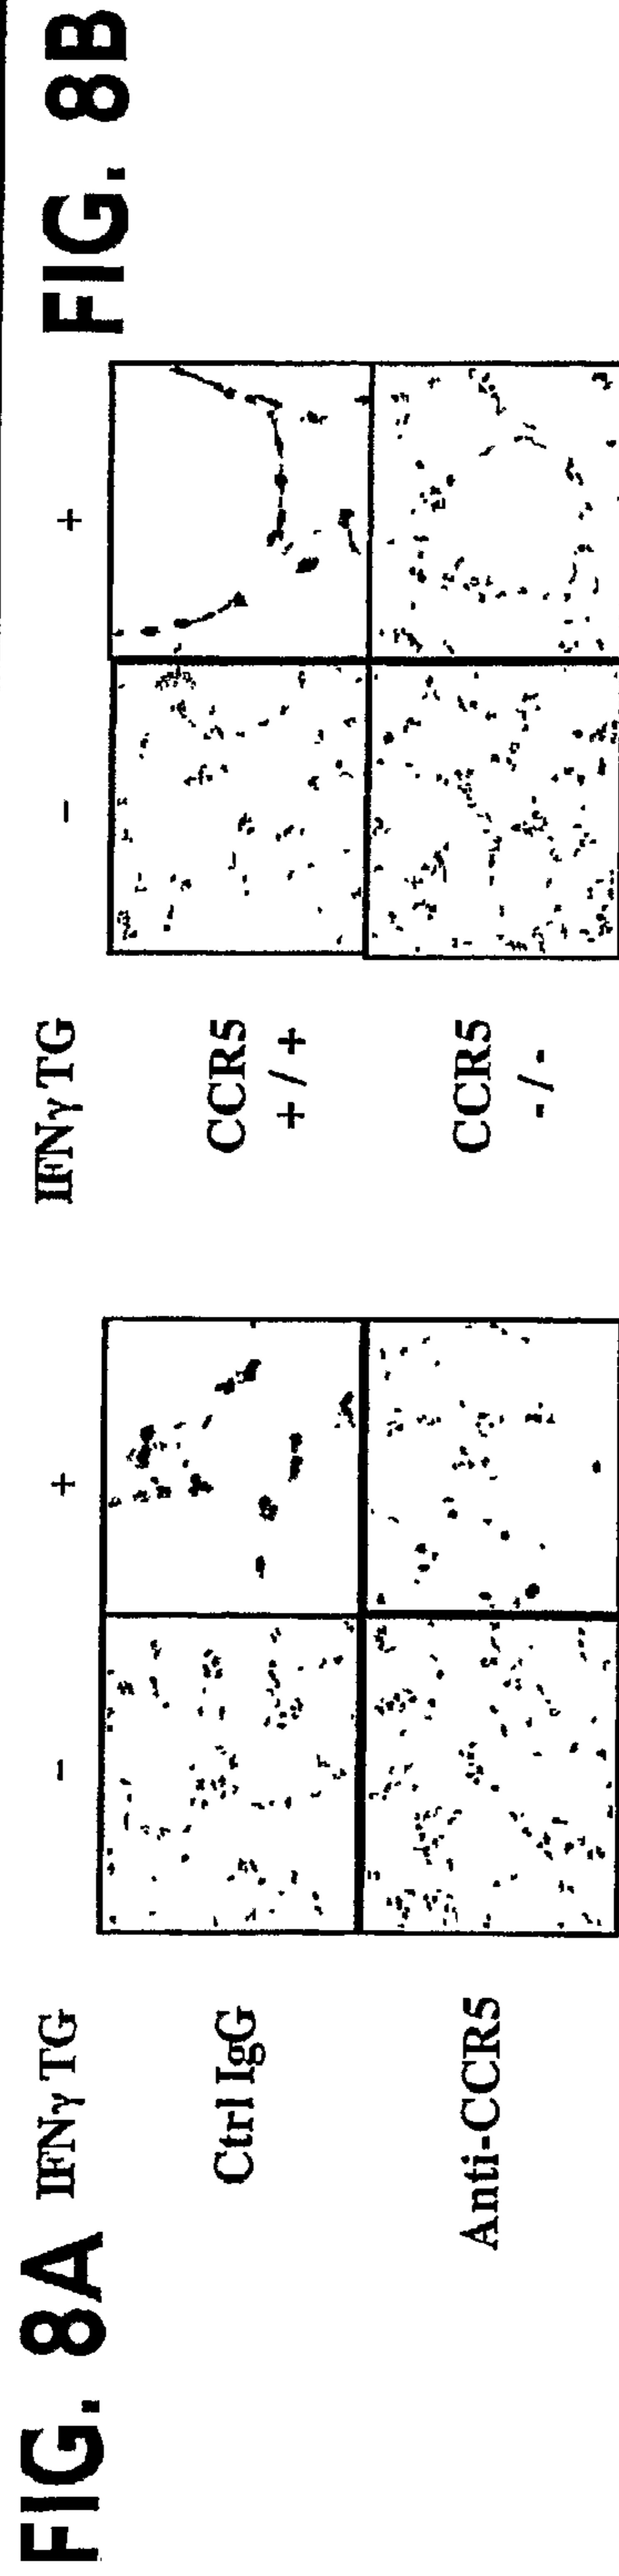 FIG. 8A
IFNγ TG
-
+
Ctrl IgG
Anti-CCR5
FIG. 8B
IFNγ TG
-
+
CCR5
+/+
CCR5
-/-